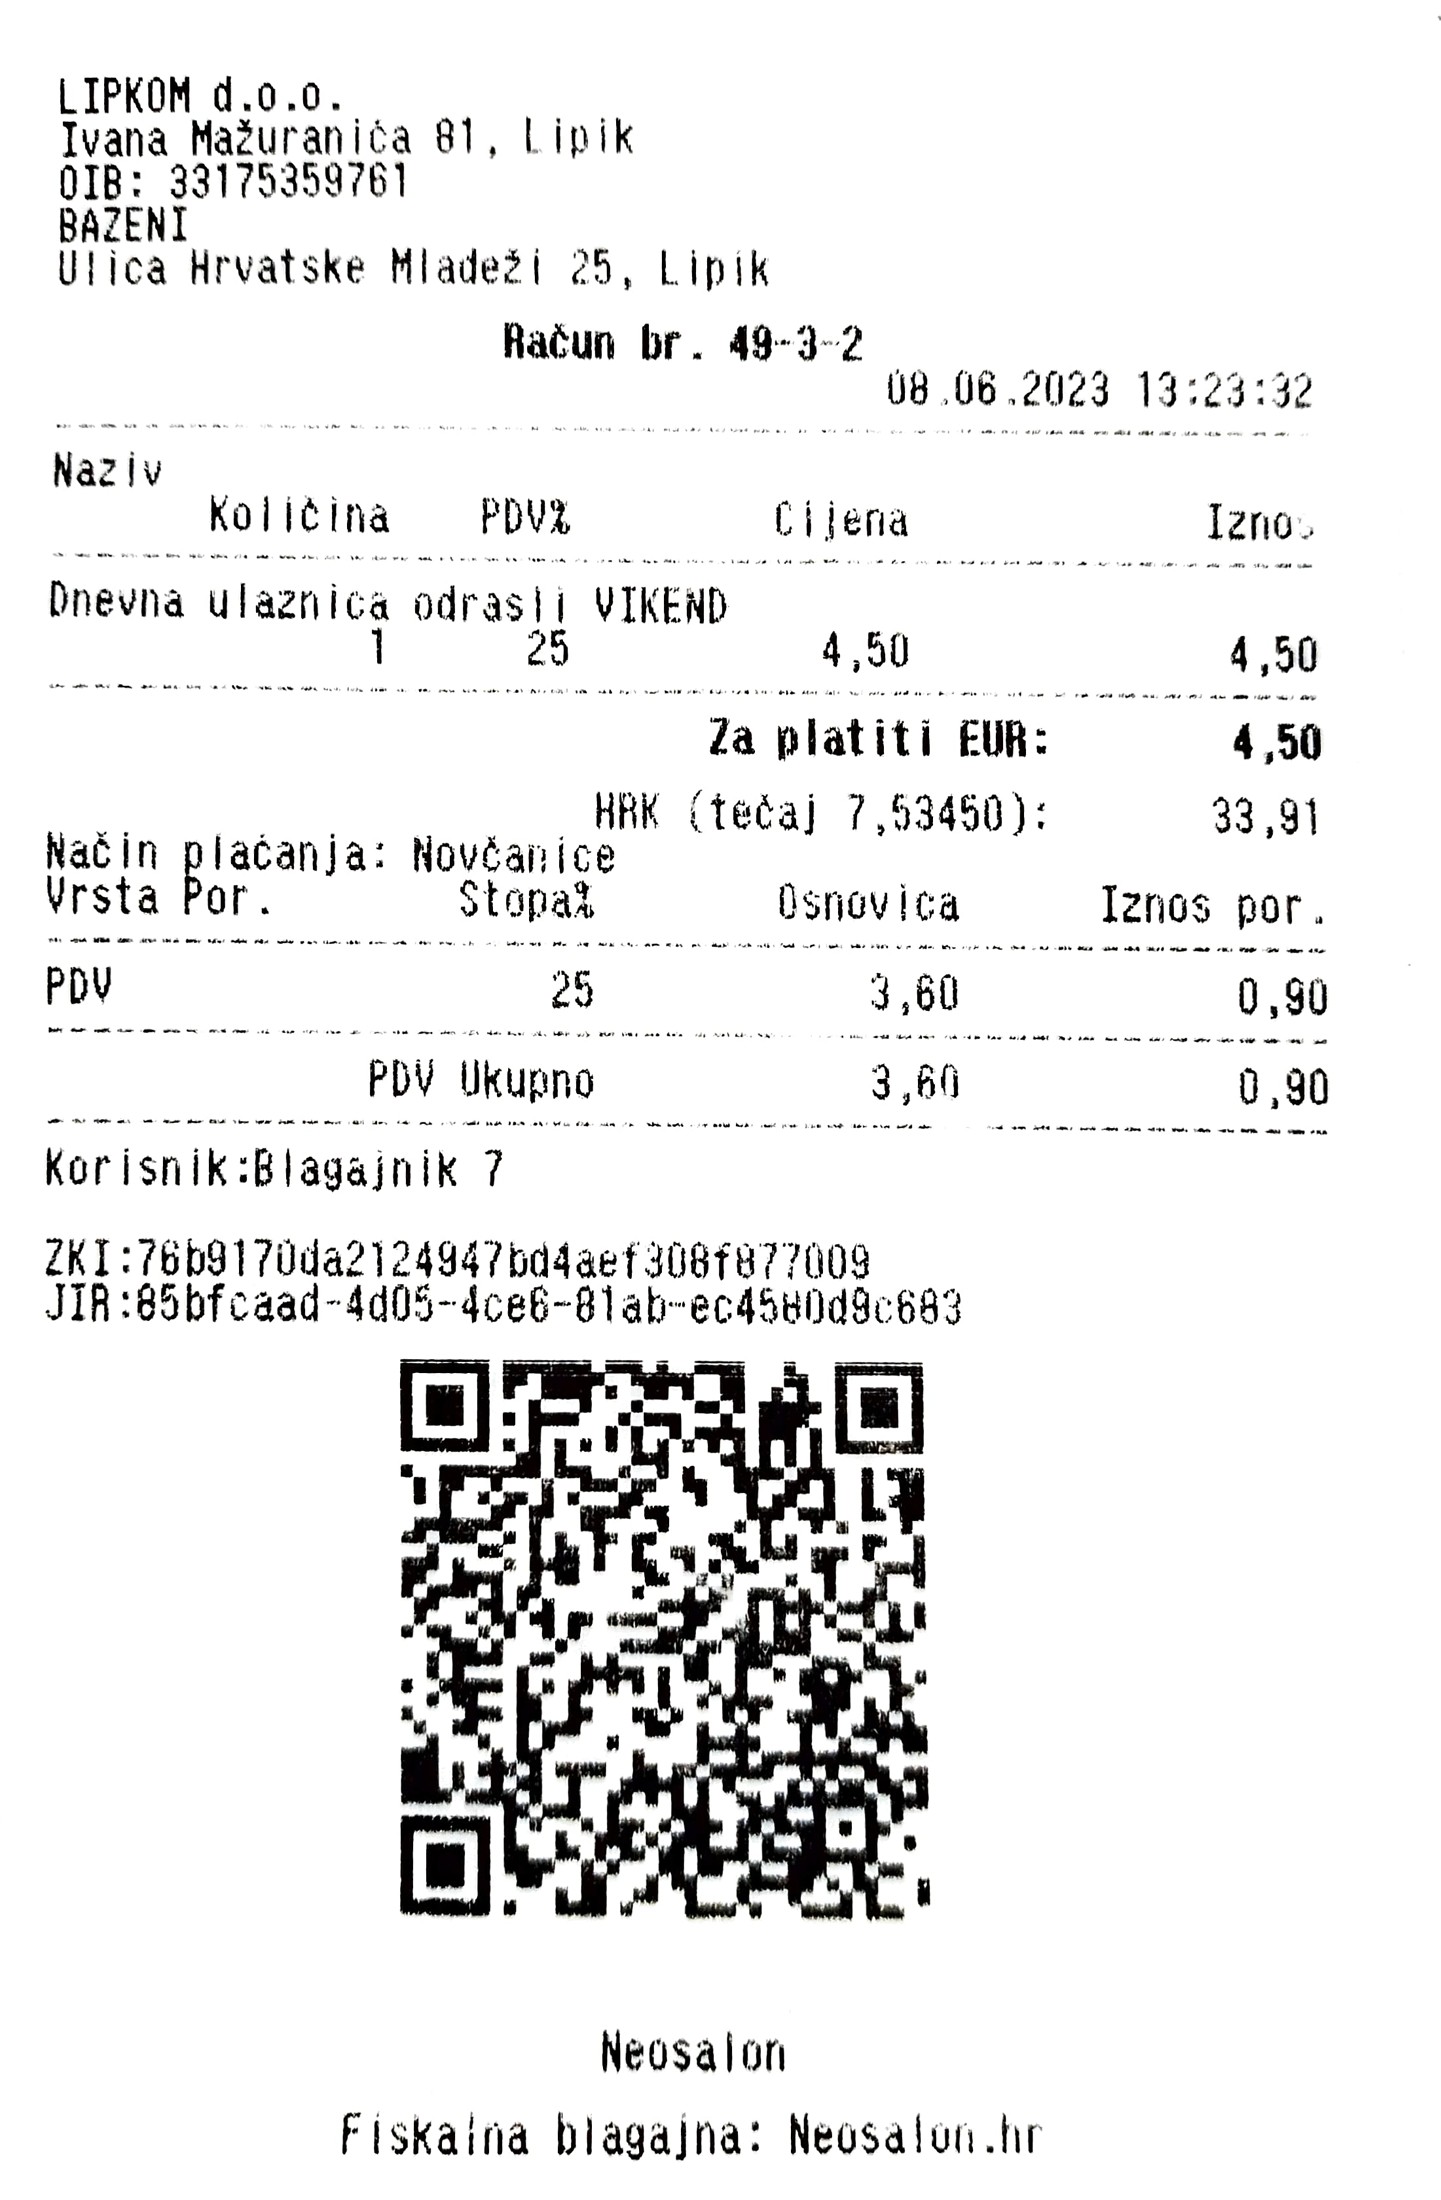 LIPKOM d.o.o.
Ivana Mažuranića 81, Lipik
OIB: 33175359761
BAZENI
Ulica Hrvatske Mladeži 25, Lipik
Račun br. 49-3-2
08.06.2023 13:23:32
Naziv
Količina PDV% Cijena Iznos
Dnevna ulaznica odrasli VIKEND
1 25 4,50 4,50
Za platiti EUR: 4,50
HRK (tečaj 7,53450): 33,91
Način plaćanja: Novčanice
Vrsta Por. Stopa% Osnovica Iznos por.
PDV 25 3,60 0,90
PDV Ukupno 3,60 0,90
Korisnik:Blagajnik 7
ZKI:76b9170da2124947bd4aef308f877009
JIR:85bfcaad-4d05-4ce6-81ab-ec4580d9c683
Neosalon
Fiskalna blagajna: Neosalon.hr